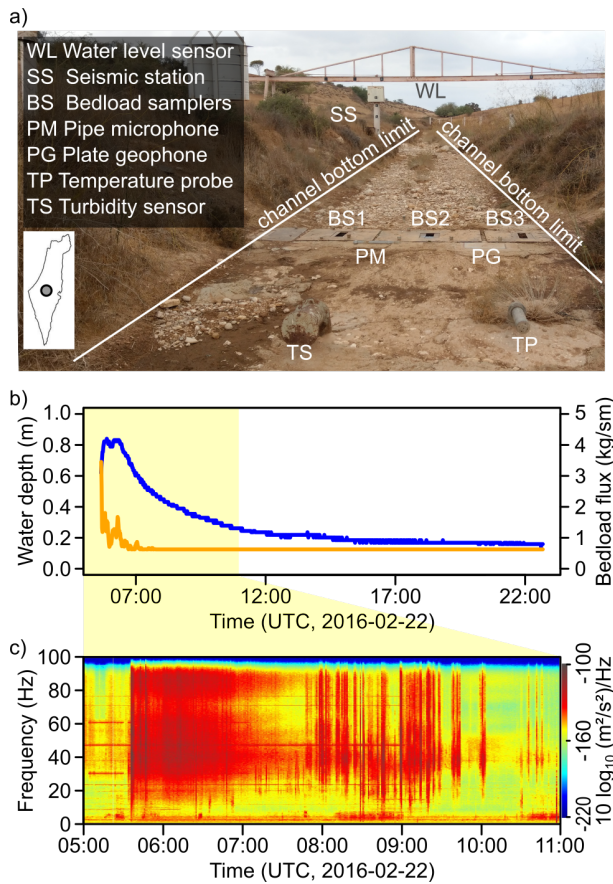 a)
WL Water level sensor
SS Seismic station
BS Bedload samplers
PM Pipe microphone
PG Plate geophone
TP Temperature probe
TS Turbidity sensor
WL
SS
channel bottom limit
channel bottom limit
BS1 BS2 BS3
PM PG
TS TP
b)
Water depth (m)
1.0
0.8
0.6
0.4
0.2
0.0
Bedload flux (kg/sm)
5
4
3
2
1
0
07:00 12:00 17:00 22:00
Time (UTC, 2016-02-22)
c)
Frequency (Hz)
100
80
60
40
20
0
-100
-160
-220
10 log₁₀ (m²/s²)/Hz
05:00 06:00 07:00 08:00 09:00 10:00 11:00
Time (UTC, 2016-02-22)